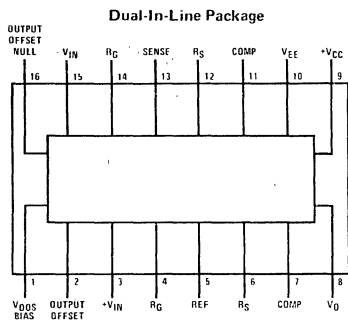 Dual-In-Line Package
OUTPUT
OFFSET
NULL
VIN
RG
SENSE
RS
COMP
VEE
+VCC
16 15 14 13 12 11 10 9
1 2 3 4 5 6 7 8
VOOS
BIAS
OUTPUT
OFFSET
+VIN
RG
REF
RS
COMP
VO